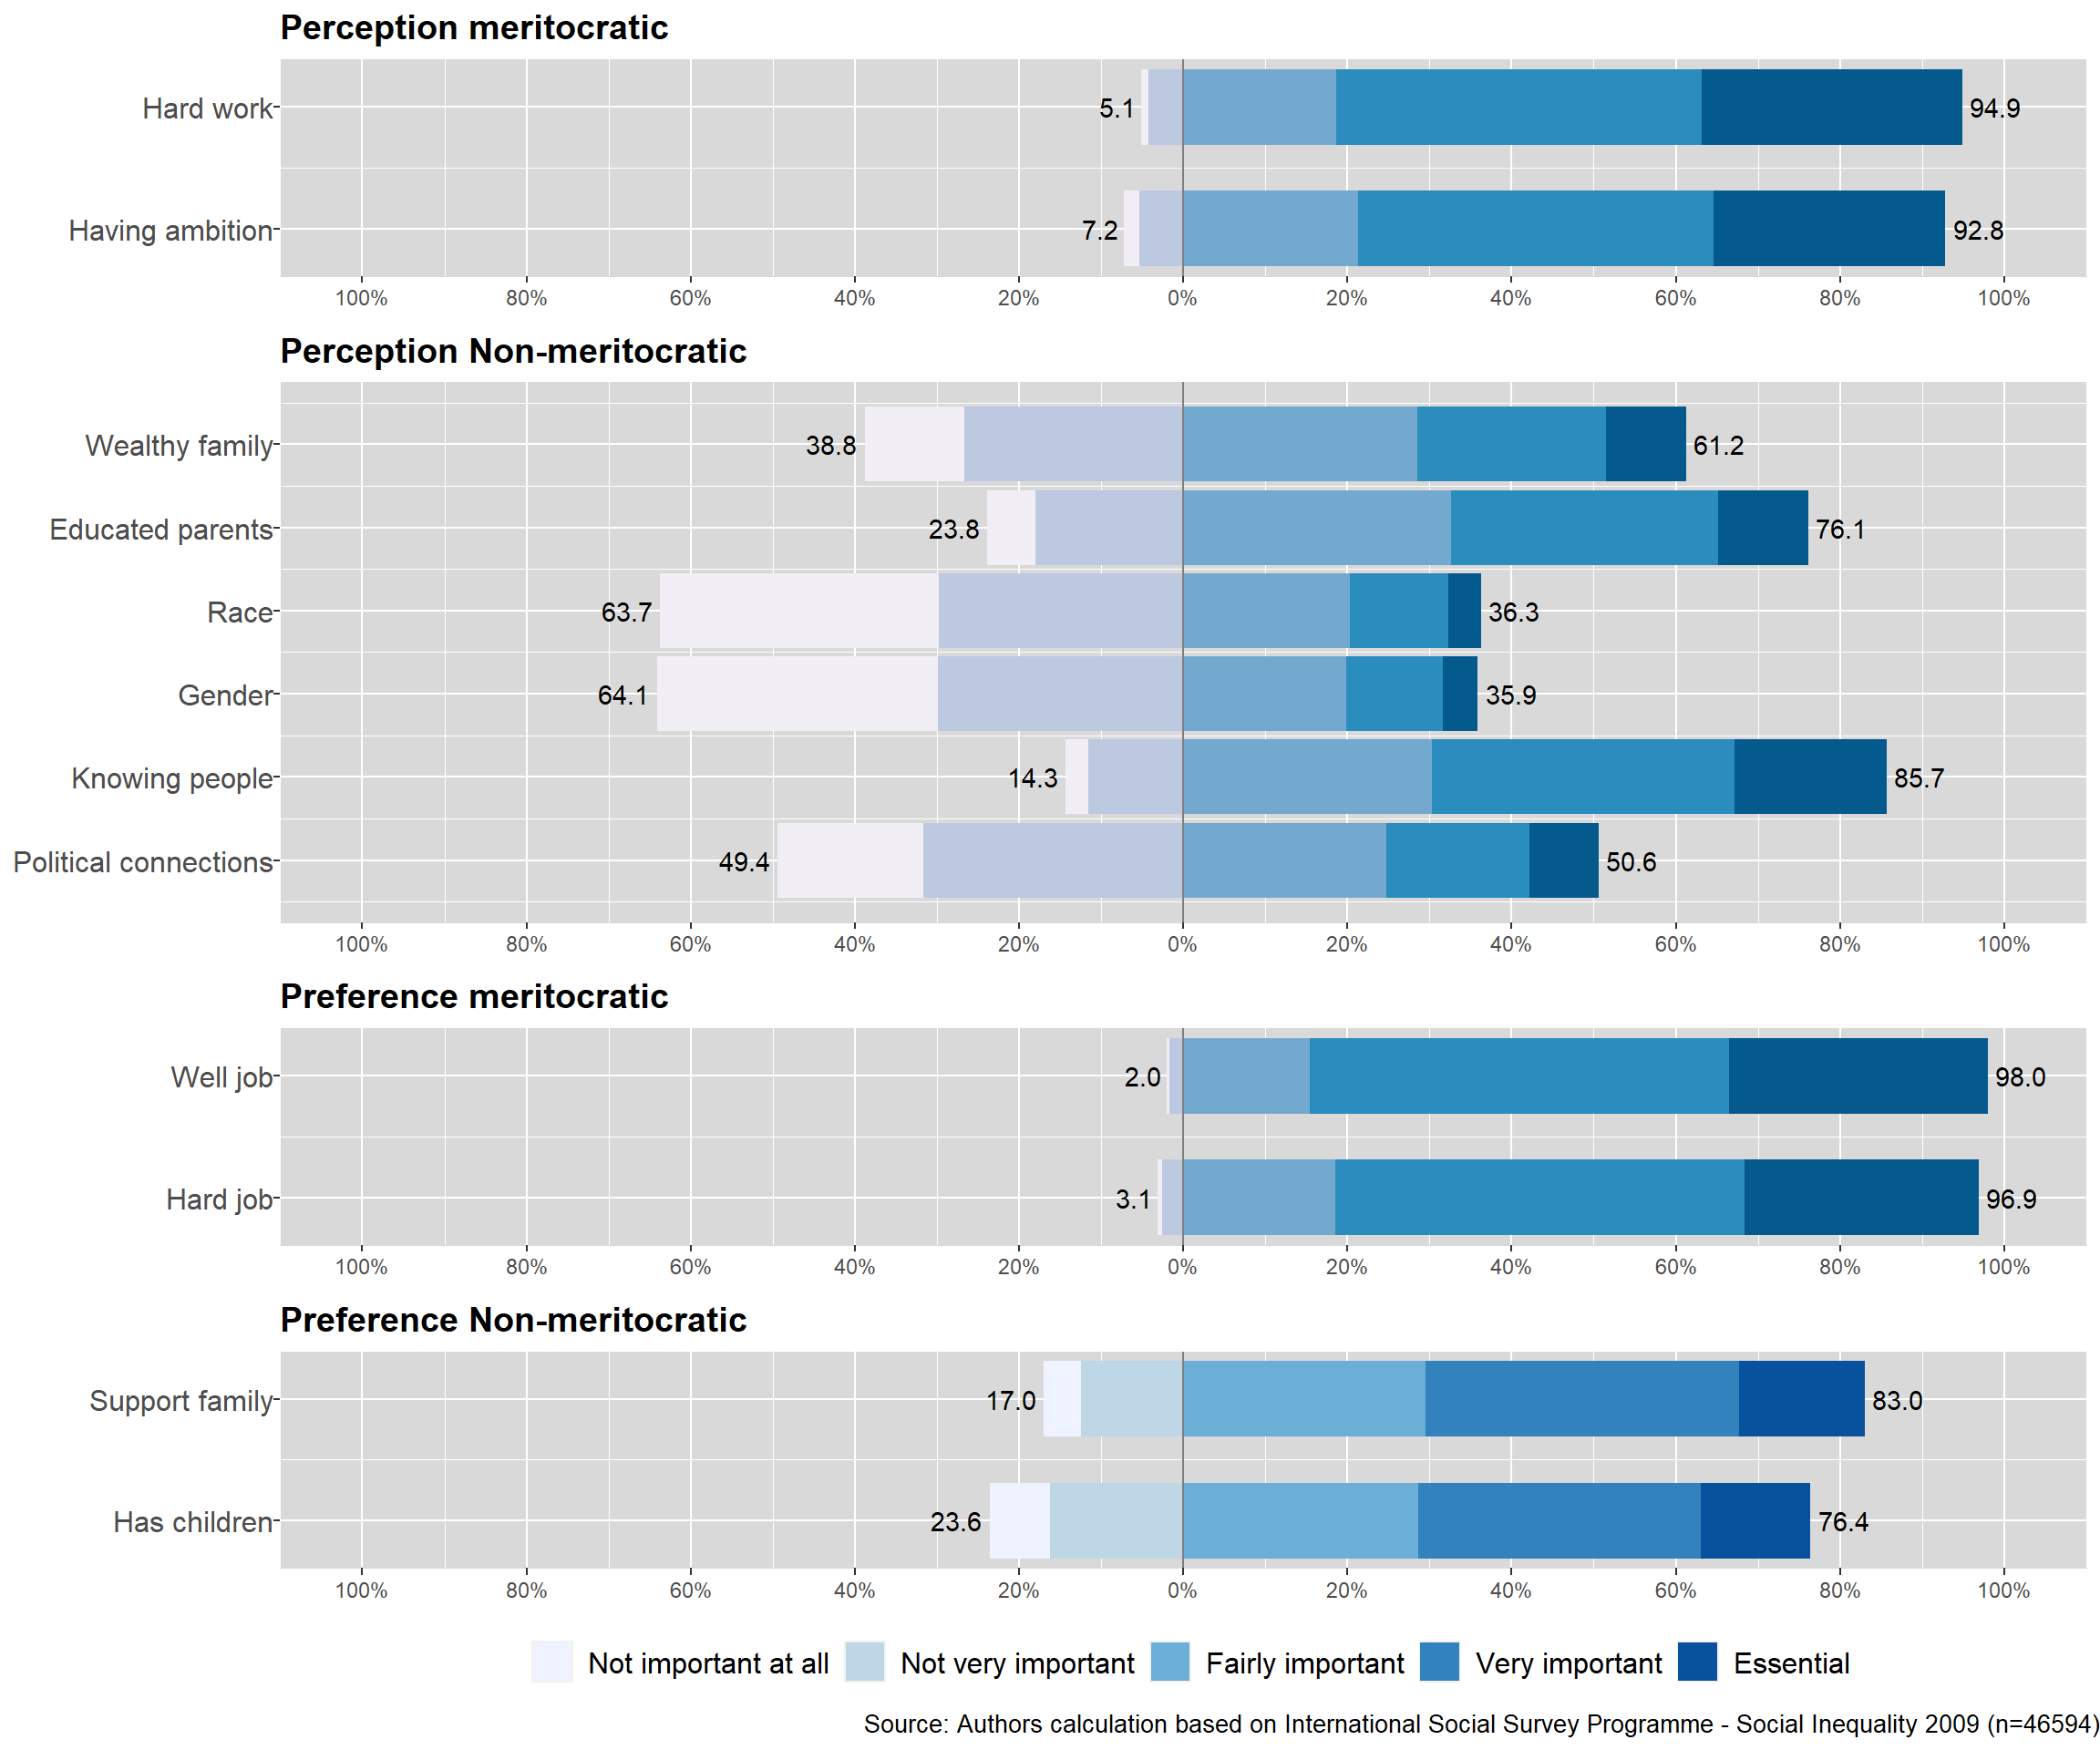 Perception meritocratic
Hard work 5.1 94.9
Having ambition 7.2 92.8
100% 80% 60% 40% 20% 0% 20% 40% 60% 80% 100%
Perception Non-meritocratic
Wealthy family 38.8 61.2
Educated parents 23.8 76.1
Race 63.7 36.3
Gender 64.1 35.9
Knowing people 14.3 85.7
Political connections 49.4 50.6
100% 80% 60% 40% 20% 0% 20% 40% 60% 80% 100%
Preference meritocratic
Well job 2.0 98.0
Hard job 3.1 96.9
100% 80% 60% 40% 20% 0% 20% 40% 60% 80% 100%
Preference Non-meritocratic
Support family 17.0 83.0
Has children 23.6 76.4
100% 80% 60% 40% 20% 0% 20% 40% 60% 80% 100%
Not important at all Not very important Fairly important Very important Essential
Source: Authors calculation based on International Social Survey Programme - Social Inequality 2009 (n=46594)